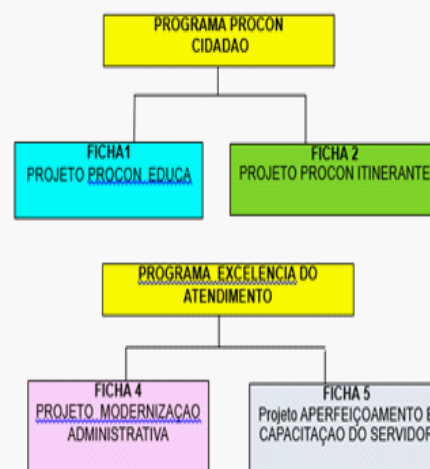 PROGRAMA PROCON
CIDADAO
FICHA1
PROJETO PROCON EDUCA
FICHA 2
PROJETO PROCON ITINERANTE
PROGRAMA EXCELENCIA DO
ATENDIMENTO
FICHA 4
PROJETO MODERNIZAÇAO
ADMINISTRATIVA
FICHA 5
Projeto APERFEIÇOAMENTO E
CAPACITAÇAO DO SERVIDOR